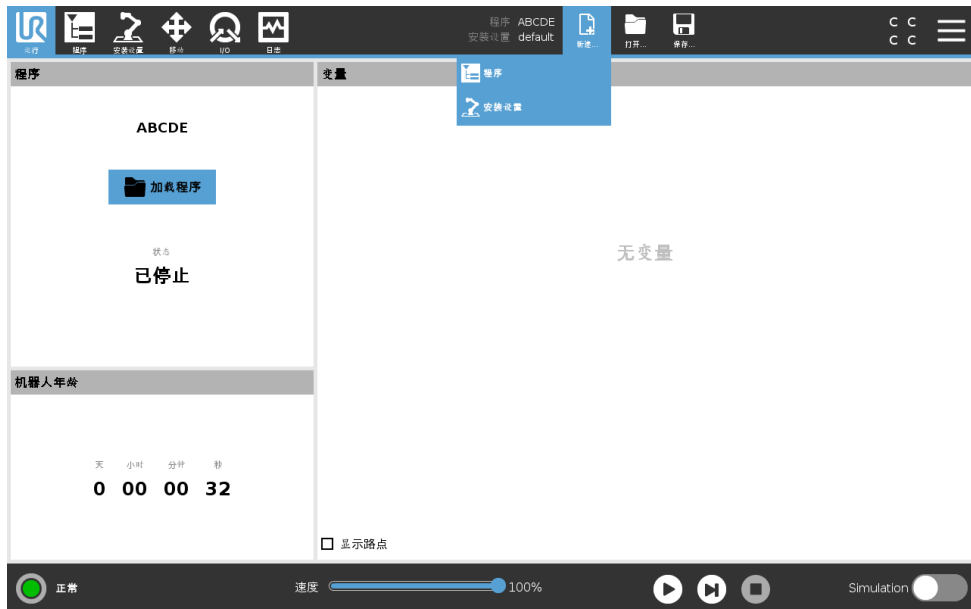 UR
运行 程序 安装设置 移动 I/O 日志
程序 ABCDE
安装设置 default
新建... 打开... 保存...
C C
C C
程序
安装设置
程序
ABCDE
加载程序
状态
已停止
变量
无变量
显示路点
机器人年龄
天 小时 分钟 秒
0 00 00 32
正常
速度 100%
Simulation